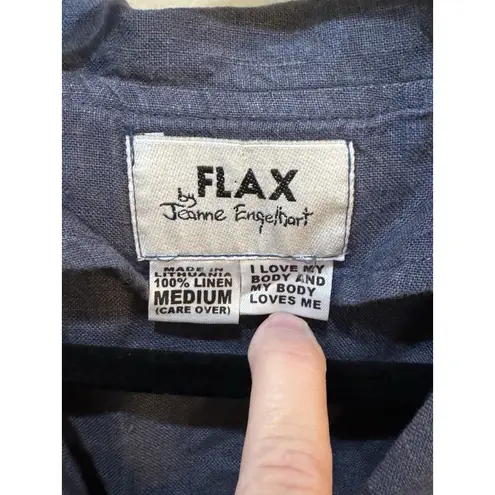 FLAX
by
Jeanne Engelhart
MADE IN
LITHUANIA
100% LINEN
MEDIUM
(CARE OVER)
I LOVE MY
BODY AND
MY BODY
LOVES ME